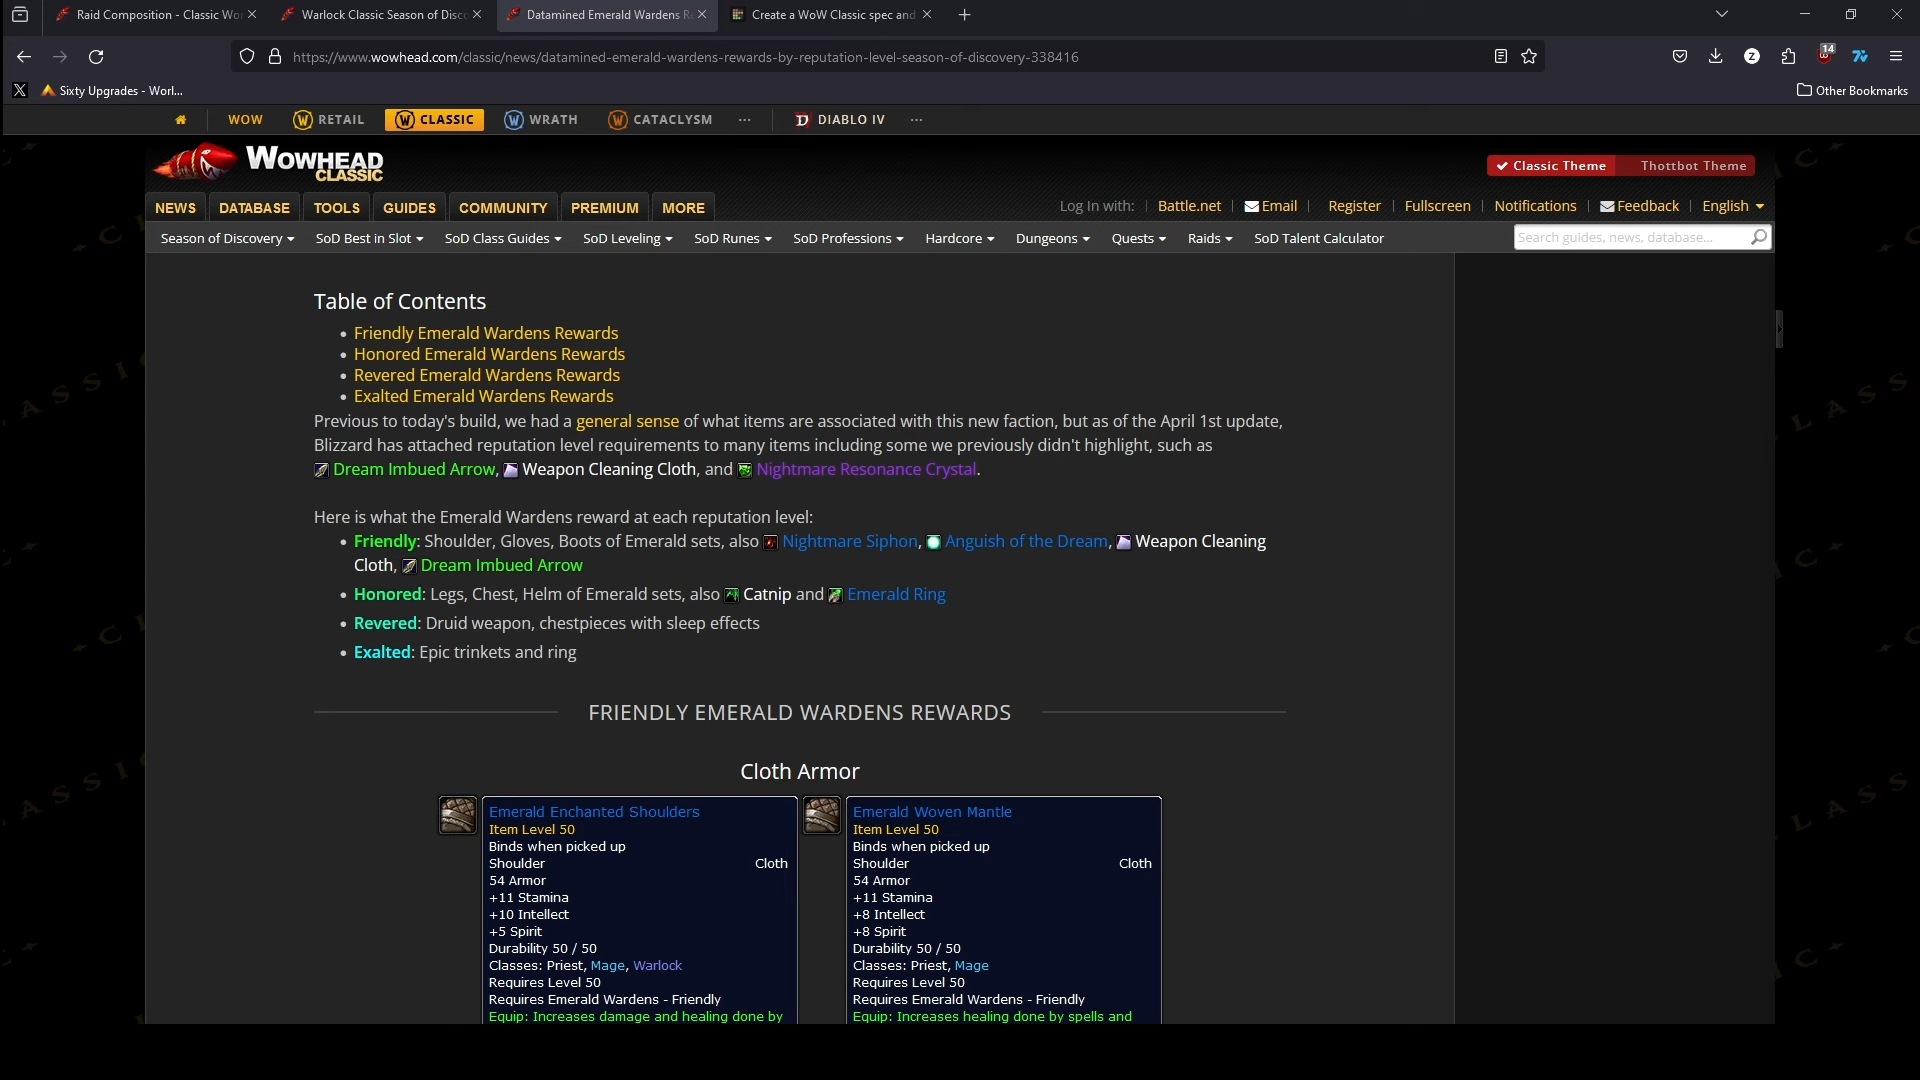 Raid Composition - Classic Wo
Warlock Classic Season of Disco
Datamined Emerald Wardens R
Create a WoW Classic spec and
https://www.wowhead.com/classic/news/datamined-emerald-wardens-rewards-by-reputation-level-season-of-discovery-338416
14
Sixty Upgrades - Worl...
Other Bookmarks
WOW RETAIL CLASSIC WRATH CATACLYSM ... DIABLO IV ...
WOWHEAD
CLASSIC
Classic Theme Thottbot Theme
NEWS DATABASE TOOLS GUIDES COMMUNITY PREMIUM MORE
Log in with: Battle.net Email Register Fullscreen Notifications Feedback English
Season of Discovery SoD Best in Slot SoD Class Guides SoD Leveling SoD Runes SoD Professions Hardcore Dungeons Quests Raids SoD Talent Calculator
Search guides, news, database...
Table of Contents
• Friendly Emerald Wardens Rewards
• Honored Emerald Wardens Rewards
• Revered Emerald Wardens Rewards
• Exalted Emerald Wardens Rewards
Previous to today's build, we had a general sense of what items are associated with this new faction, but as of the April 1st update,
Blizzard has attached reputation level requirements to many items including some we previously didn't highlight, such as
Dream Imbued Arrow, Weapon Cleaning Cloth, and Nightmare Resonance Crystal.
Here is what the Emerald Wardens reward at each reputation level:
• Friendly: Shoulder, Gloves, Boots of Emerald sets, also Nightmare Siphon, Anguish of the Dream, Weapon Cleaning
Cloth, Dream Imbued Arrow
• Honored: Legs, Chest, Helm of Emerald sets, also Catnip and Emerald Ring
• Revered: Druid weapon, chestpieces with sleep effects
• Exalted: Epic trinkets and ring
FRIENDLY EMERALD WARDENS REWARDS
Cloth Armor
Emerald Enchanted Shoulders
Item Level 50
Binds when picked up
Shoulder Cloth
54 Armor
+11 Stamina
+10 Intellect
+5 Spirit
Durability 50 / 50
Classes: Priest, Mage, Warlock
Requires Level 50
Requires Emerald Wardens - Friendly
Equip: Increases damage and healing done by
Emerald Woven Mantle
Item Level 50
Binds when picked up
Shoulder Cloth
54 Armor
+11 Stamina
+8 Intellect
+8 Spirit
Durability 50 / 50
Classes: Priest, Mage
Requires Level 50
Requires Emerald Wardens - Friendly
Equip: Increases healing done by spells and